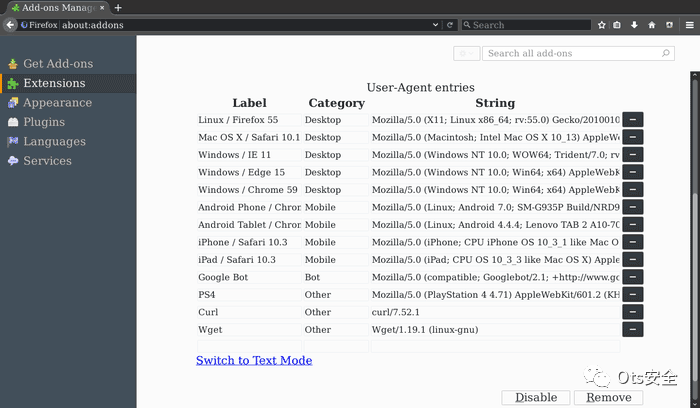 Add-ons Manage
Firefox about:addons Search
Get Add-ons
Extensions
Appearance
Plugins
Languages
Services
Search all add-ons
User-Agent entries
Label Category String
Linux / Firefox 55 Desktop Mozilla/5.0 (X11; Linux x86_64; rv:55.0) Gecko/2010010
Mac OS X / Safari 10.1 Desktop Mozilla/5.0 (Macintosh; Intel Mac OS X 10_13) AppleWe
Windows / IE 11 Desktop Mozilla/5.0 (Windows NT 10.0; WOW64; Trident/7.0; rv
Windows / Edge 15 Desktop Mozilla/5.0 (Windows NT 10.0; Win64; x64) AppleWebK
Windows / Chrome 59 Desktop Mozilla/5.0 (Windows NT 10.0; Win64; x64) AppleWebK
Android Phone / Chron Mobile Mozilla/5.0 (Linux; Android 7.0; SM-G935P Build/NRD9
Android Tablet / Chron Mobile Mozilla/5.0 (Linux; Android 4.4.4; Lenovo TAB 2 A10-70
iPhone / Safari 10.3 Mobile Mozilla/5.0 (iPhone; CPU iPhone OS 10_3_1 like Mac O
iPad / Safari 10.3 Mobile Mozilla/5.0 (iPad; CPU OS 10_3_3 like Mac OS X) Apple
Google Bot Bot Mozilla/5.0 (compatible; Googlebot/2.1; +http://www.go
PS4 Other Mozilla/5.0 (PlayStation 4 4.71) AppleWebKit/601.2 (KH
Curl Other curl/7.52.1
Wget Other Wget/1.19.1 (linux-gnu)
Switch to Text Mode
Ots安全
Disable Remove